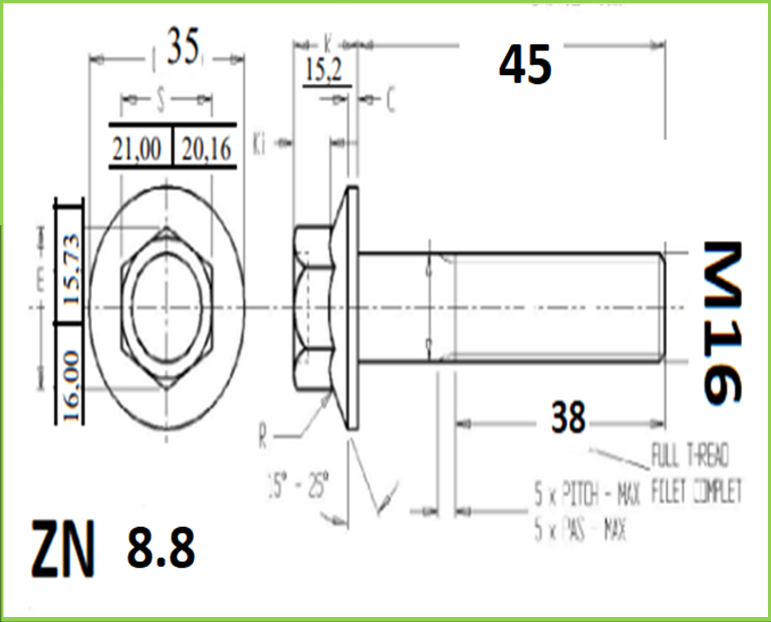 35
K
15,2
45
S
C
21,00 20,16
Ki
E
15.73
16,00
M16
38
R
15° - 25°
FULL THREAD
FILET COMPLET
5 x PITCH - MAX
5 x PAS - MAX
ZN 8.8